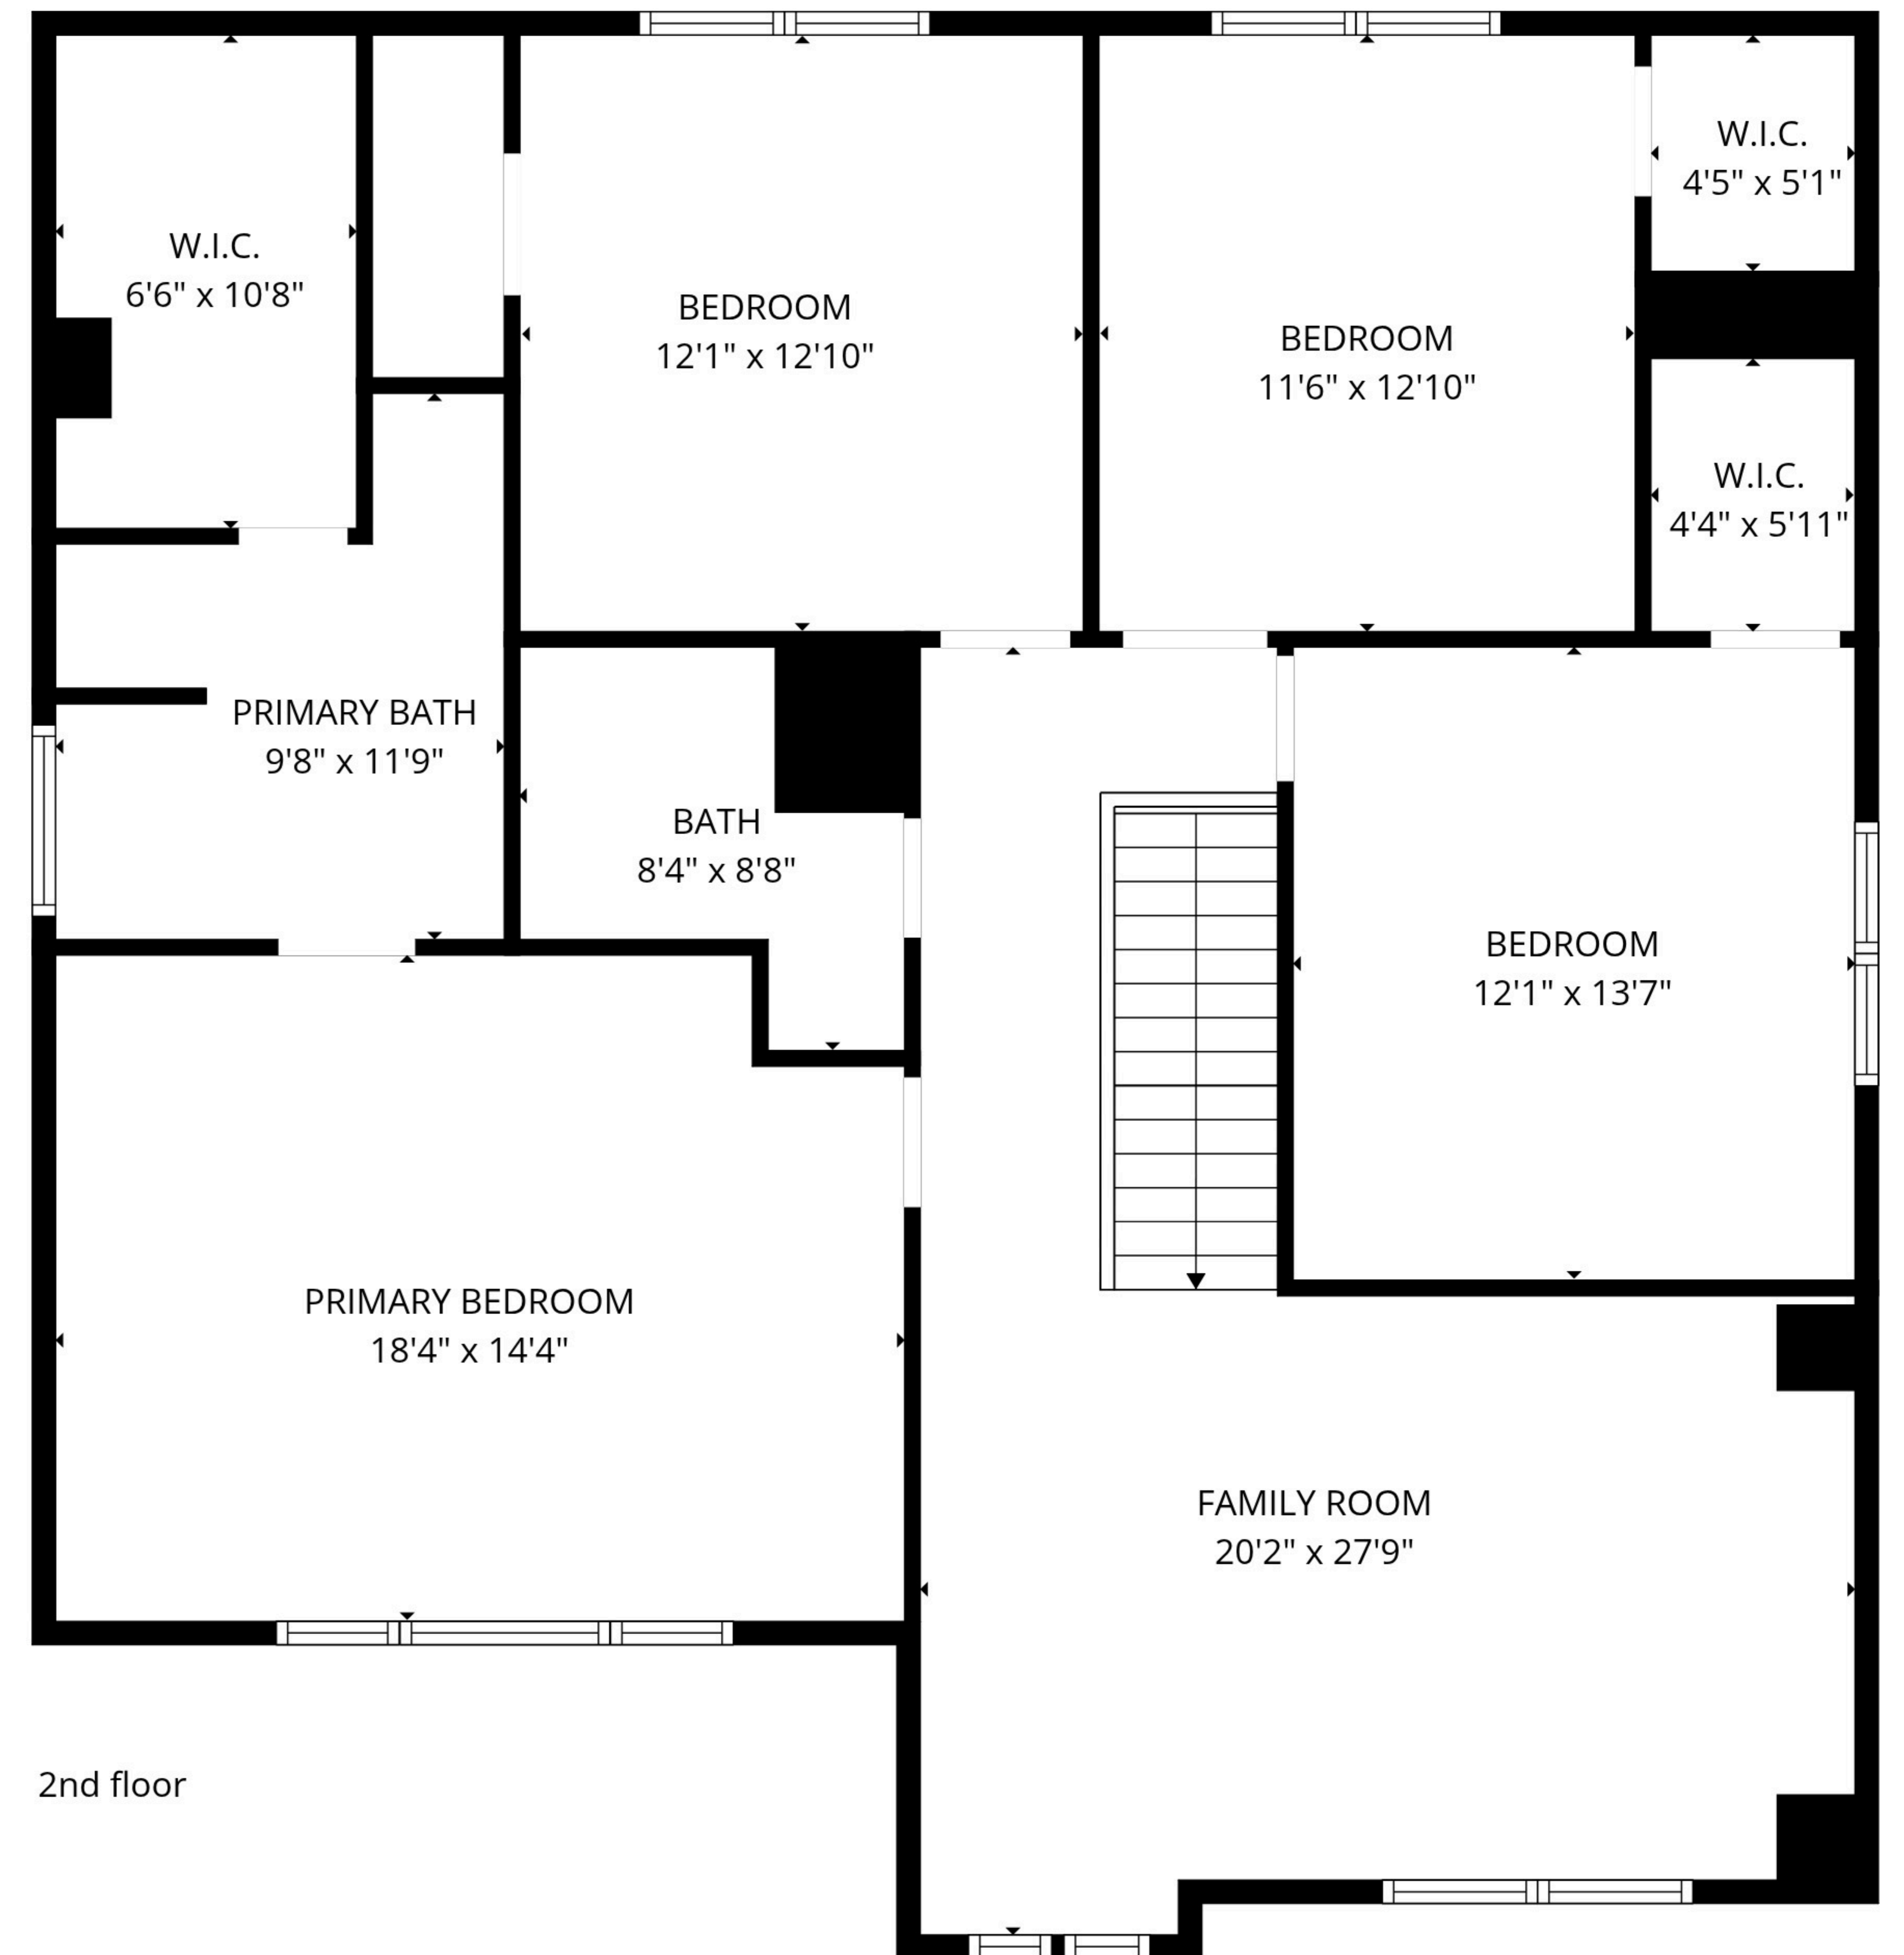 W.I.C.
4'5" x 5'1"
W.I.C.
6'6" x 10'8"
BEDROOM
12'1" x 12'10"
BEDROOM
11'6" x 12'10"
W.I.C.
4'4" x 5'11"
PRIMARY BATH
9'8" x 11'9"
BATH
8'4" x 8'8"
BEDROOM
12'1" x 13'7"
PRIMARY BEDROOM
18'4" x 14'4"
FAMILY ROOM
20'2" x 27'9"
2nd floor